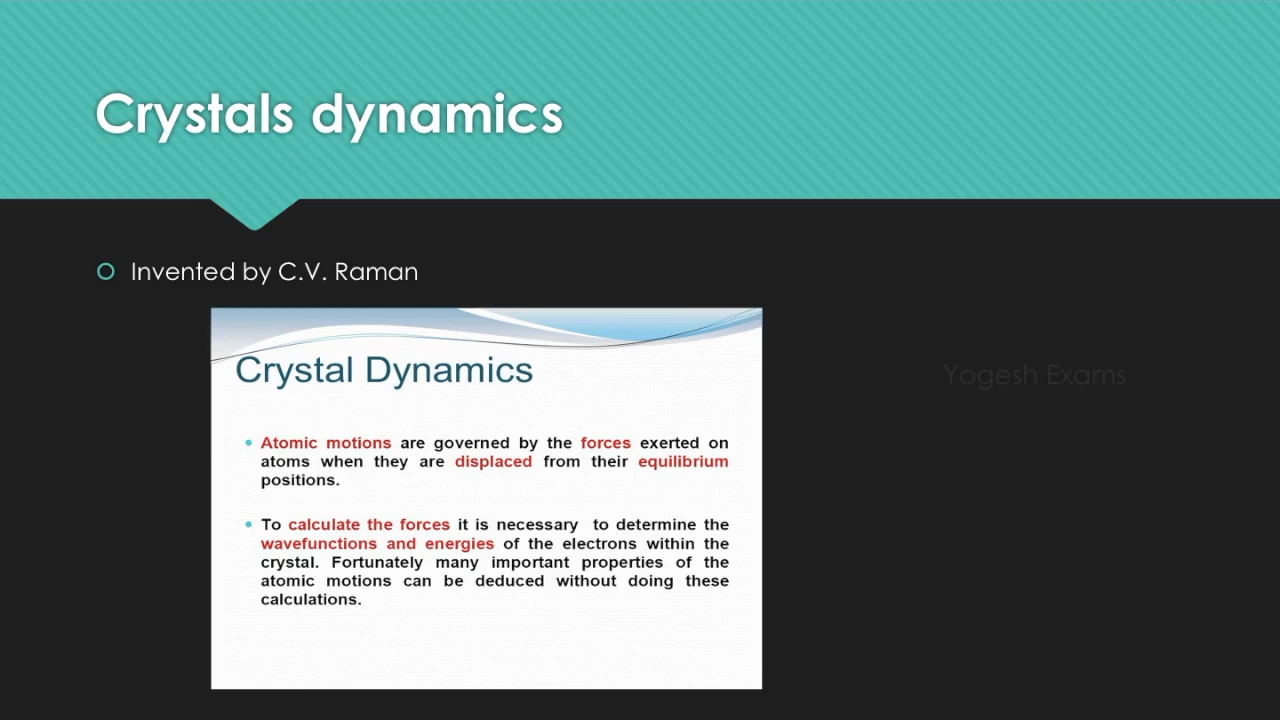 Crystals dynamics
Invented by C.V. Raman
Crystal Dynamics
Atomic motions are governed by the forces exerted on
atoms when they are displaced from their equilibrium
positions.
To calculate the forces it is necessary to determine the
wavefunctions and energies of the electrons within the
crystal. Fortunately many important properties of the
atomic motions can be deduced without doing these
calculations.
Yogesh Exams